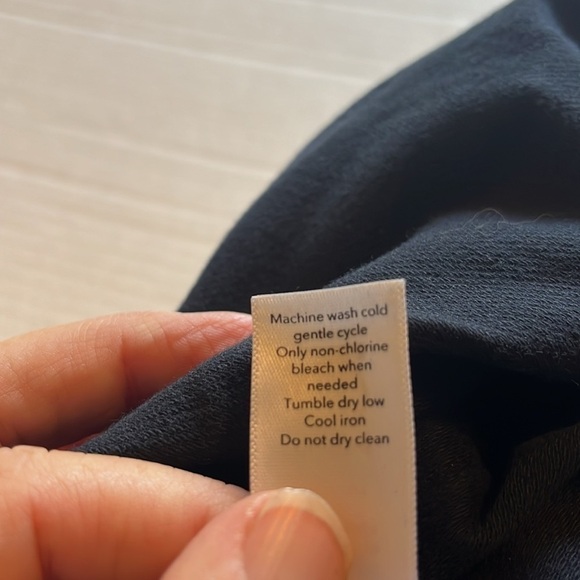 Machine wash cold
gentle cycle
Only non-chlorine
bleach when
needed
Tumble dry low
Cool iron
Do not dry clean